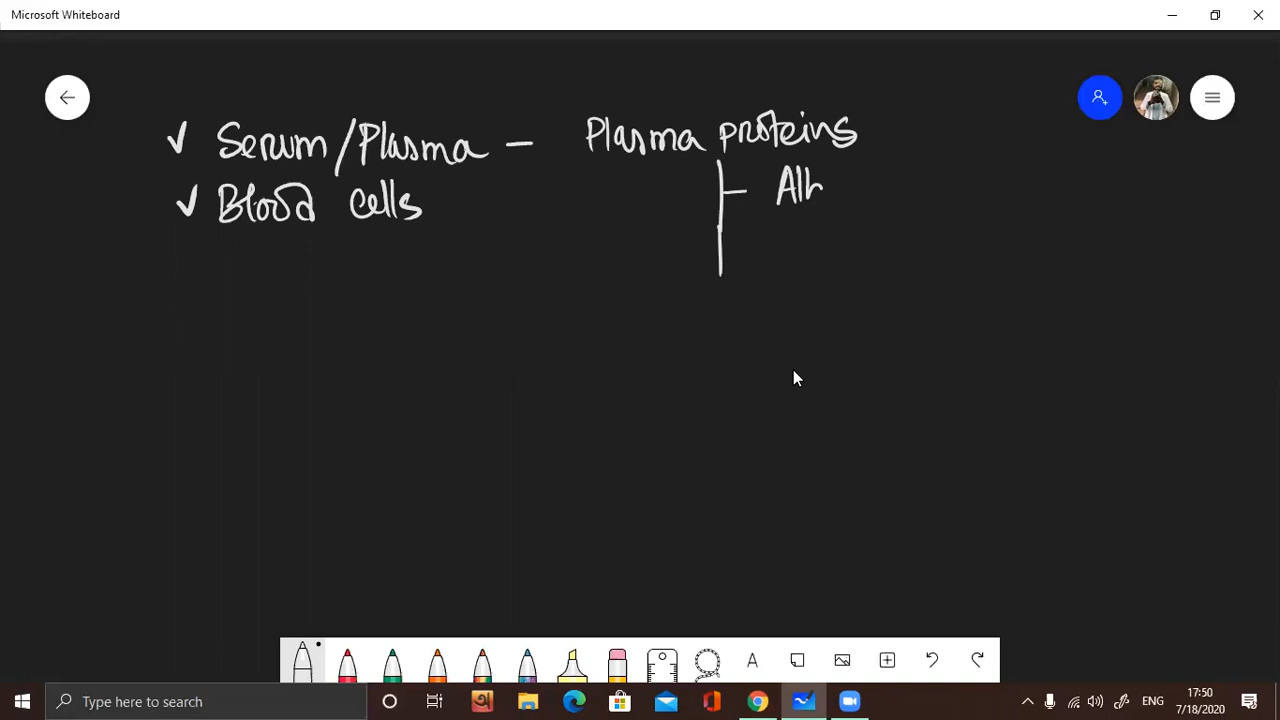 Microsoft Whiteboard
✓ Serum/Plasma – Plasma proteins
Alb
✓ Blood cells
A
Type here to search
ENG
17:50
7/18/2020